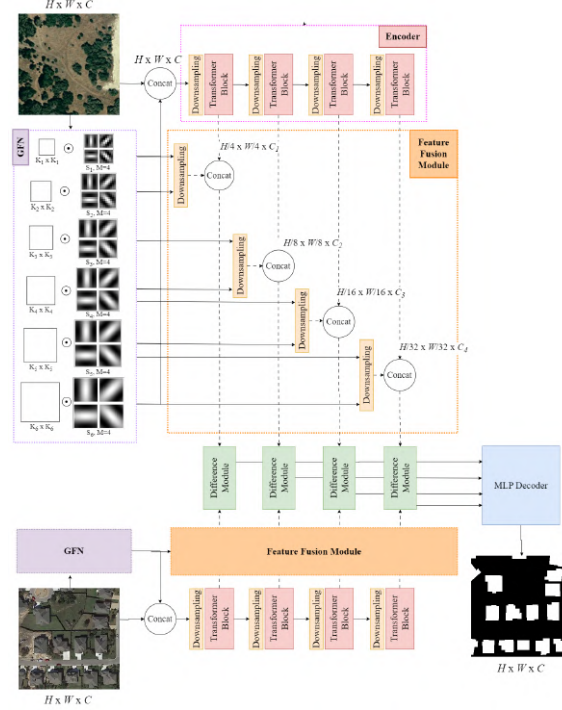 H x W x C
H x W x C
Encoder
Concat
Downsampling
Transformer
Block
Downsampling
Transformer
Block
Downsampling
Transformer
Block
Downsampling
Transformer
Block
GFN
K1 x K1
S1, M=4
K2 x K2
S2, M=4
K3 x K3
S3, M=4
K4 x K4
S4, M=4
S5, M=4
K6 x K6
S6, M=4
Feature
Fusion
Module
H/4 x W/4 x C1
Downsampling
Concat
H/8 x W/8 x C2
Downsampling
Concat
H/16 x W/16 x C3
Downsampling
Concat
H/32 x W/32 x C4
Downsampling
Concat
Difference
Module
Difference
Module
Difference
Module
Difference
Module
MLP Decoder
GFN
Feature Fusion Module
Concat
Downsampling
Transformer
Block
Downsampling
Transformer
Block
Downsampling
Transformer
Block
Downsampling
Transformer
Block
H x W x C
H x W x C